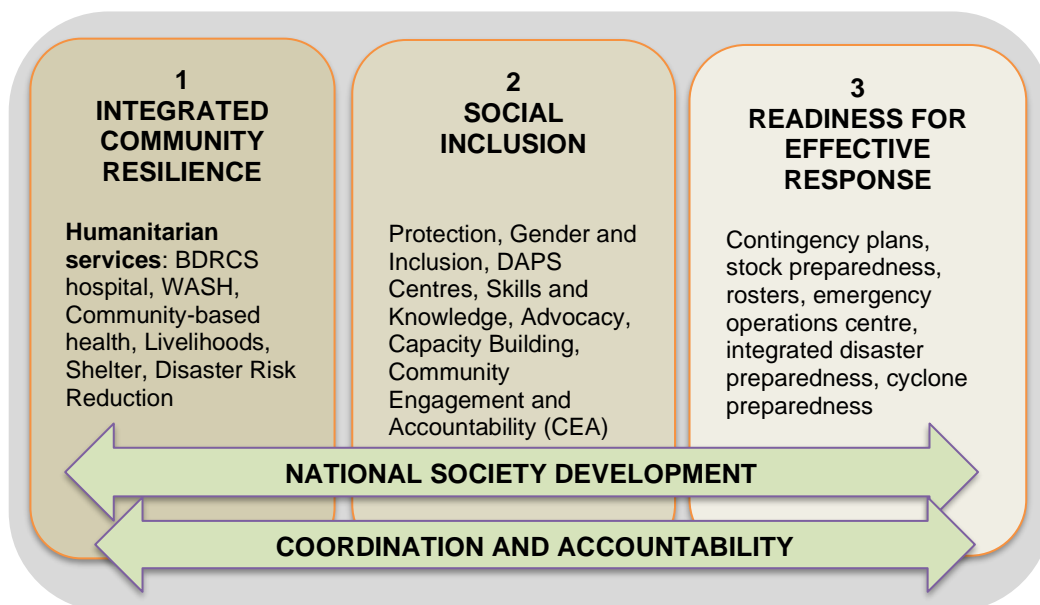 1
INTEGRATED
COMMUNITY
RESILIENCE
Humanitarian
services: BDRCS
hospital, WASH,
Community-based
health, Livelihoods,
Shelter, Disaster Risk
Reduction
2
SOCIAL
INCLUSION
Protection, Gender and
Inclusion, DAPS
Centres, Skills and
Knowledge, Advocacy,
Capacity Building,
Community
Engagement and
Accountability (CEA)
3
READINESS FOR
EFFECTIVE
RESPONSE
Contingency plans,
stock preparedness,
rosters, emergency
operations centre,
integrated disaster
preparedness, cyclone
preparedness
NATIONAL SOCIETY DEVELOPMENT
COORDINATION AND ACCOUNTABILITY